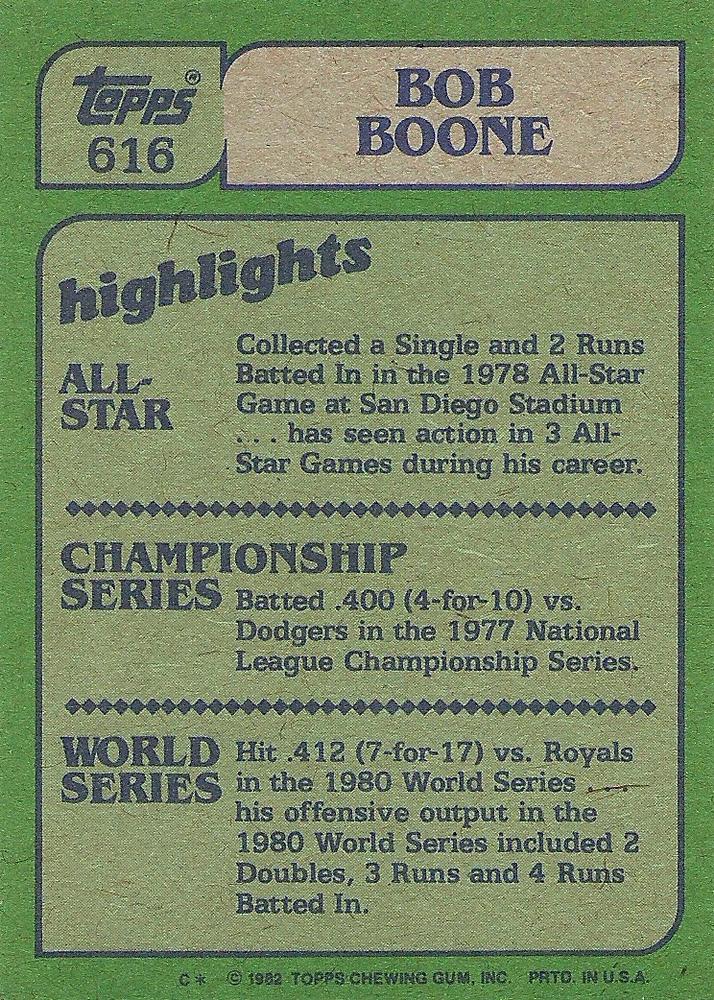 topps®
616
BOB
BOONE
highlights
ALL-
STAR
Collected a Single and 2 Runs
Batted In in the 1978 All-Star
Game at San Diego Stadium
. . . . has seen action in 3 All-
Star Games during his career.
CHAMPIONSHIP
SERIES
Batted .400 (4-for-10) vs.
Dodgers in the 1977 National
League Championship Series.
WORLD
SERIES
Hit .412 (7-for-17) vs. Royals
in the 1980 World Series ....
his offensive output in the
1980 World Series included 2
Doubles, 3 Runs and 4 Runs
Batted In.
C* © 1982 TOPPS CHEWING GUM, INC. PRTD. IN U.S.A.